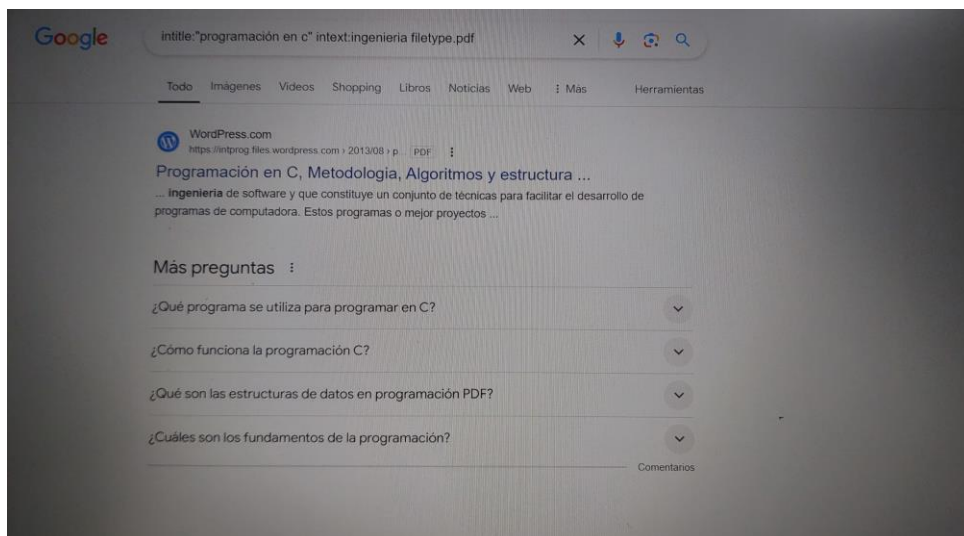 Google
intitle:"programación en c" intext:ingenieria filetype.pdf
Todo Imágenes Videos Shopping Libros Noticias Web Más Herramientas
WordPress.com
https://intprog.files.wordpress.com › 2013/08 › p... PDF
Programación en C, Metodologia, Algoritmos y estructura ...
... ingenieria de software y que constituye un conjunto de técnicas para facilitar el desarrollo de
programas de computadora. Estos programas o mejor proyectos ...
Más preguntas
¿Qué programa se utiliza para programar en C?
¿Cómo funciona la programación C?
¿Qué son las estructuras de datos en programación PDF?
¿Cuáles son los fundamentos de la programación?
Comentarios